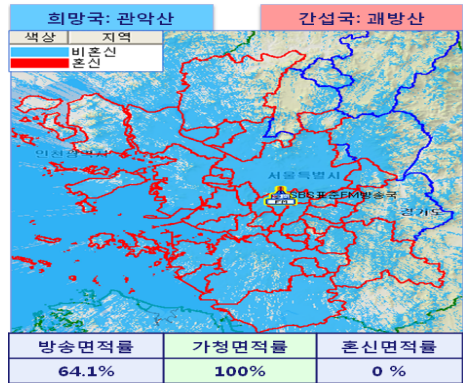 희망국: 관악산
간섭국: 괘방산
색상 지역
비혼신
혼신
인천광역시
서울특별시
SBS표준FM방송국
경기도
방송면적률 가청면적률 혼신면적률
64.1% 100% 0 %